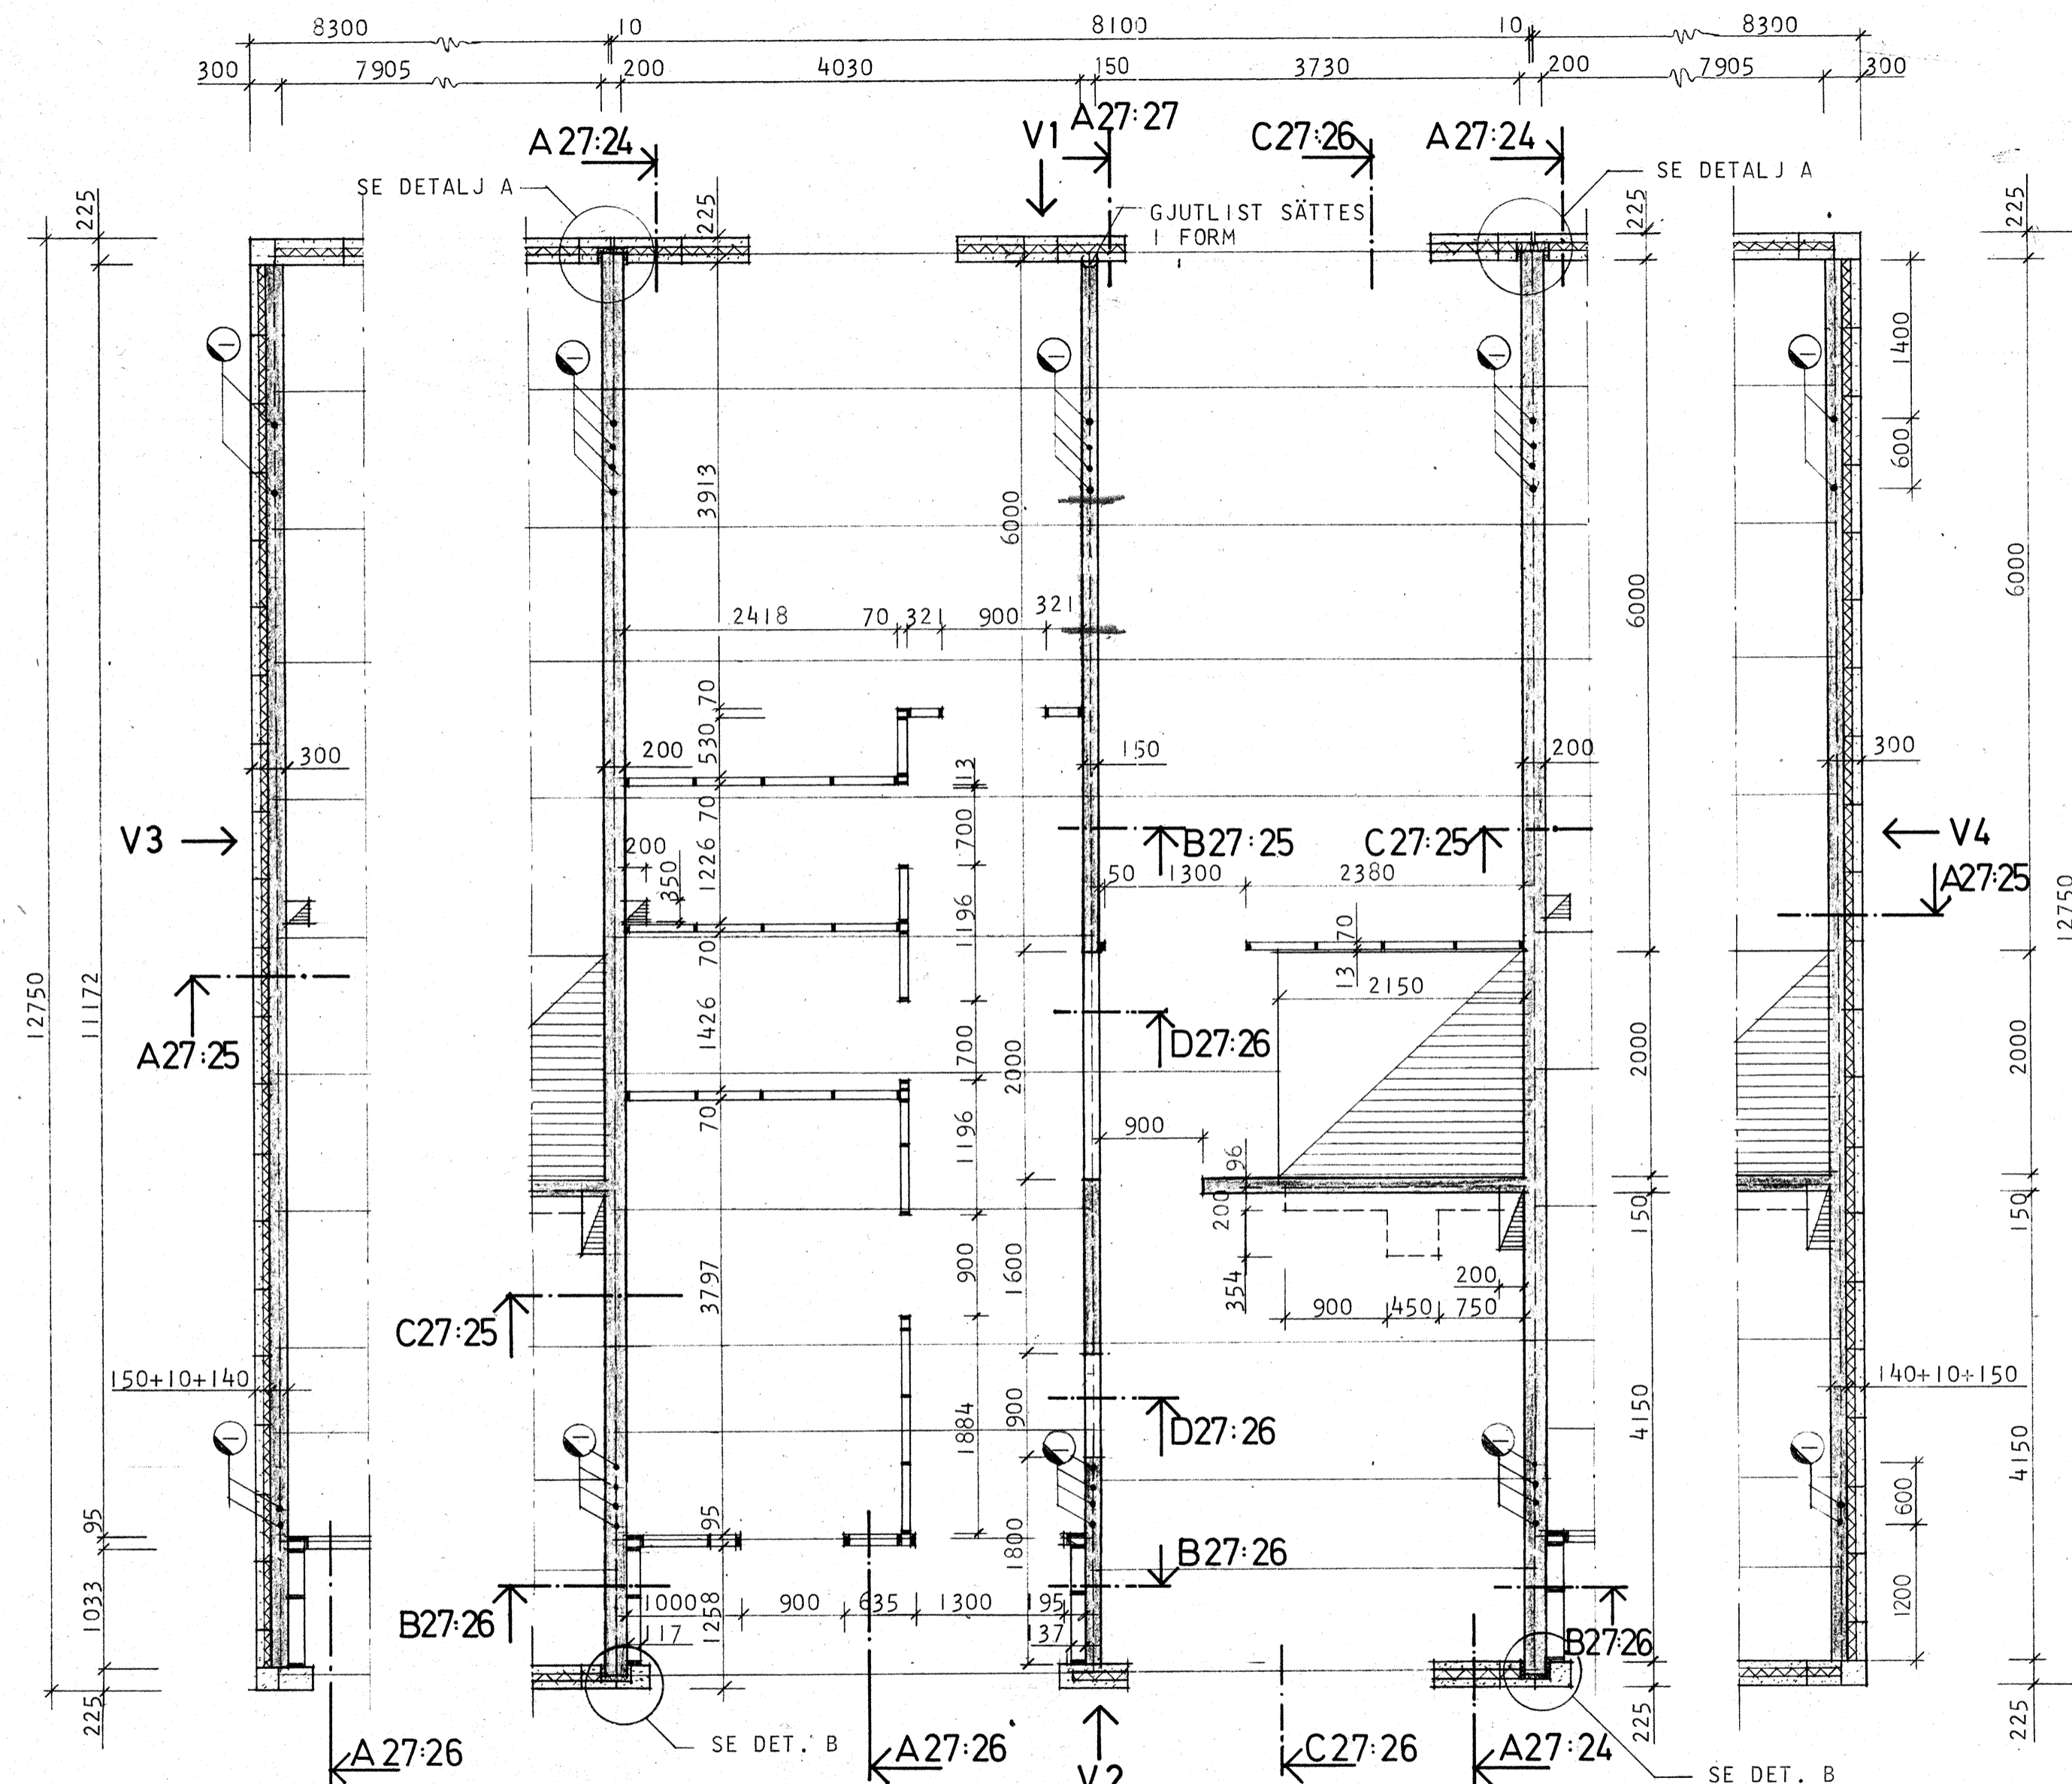 8300 10 8100 10 8300
300 7905 200 4030 150 3730 200 7905 300
A27:24 V1 A27:27 C27:26 A27:24
SE DETALJ A SE DETALJ A
GJUTLIST SÄTTES
I FORM
225 225 225 225
1400
600
3913 6000 6000 6000
2418 70 321 900 321
70
530
300 200 150 200 300
13
70
700
V3 B27:25 C27:25 V4
200
350
1226
50 1300 2380
A27:25
1196
70
70
13
2150
12750 11172 12750
A27:25
1426 700 2000 D27:26 2000 2000
70
1196
900
96
200
354
150 150
3797 900 1600
200
900 450 750
C27:25
150+10+140 140+10+150
1884 900 D27:26 4150 4150
600
95 95
1800 B27:26
1033 1258 1200
B27:26 1000 900 635 1300 195
117 137
B27:26
225 225 225
SE DET. B
A27:26 A27:26 C27:26 A27:24
V2
SE DET. B